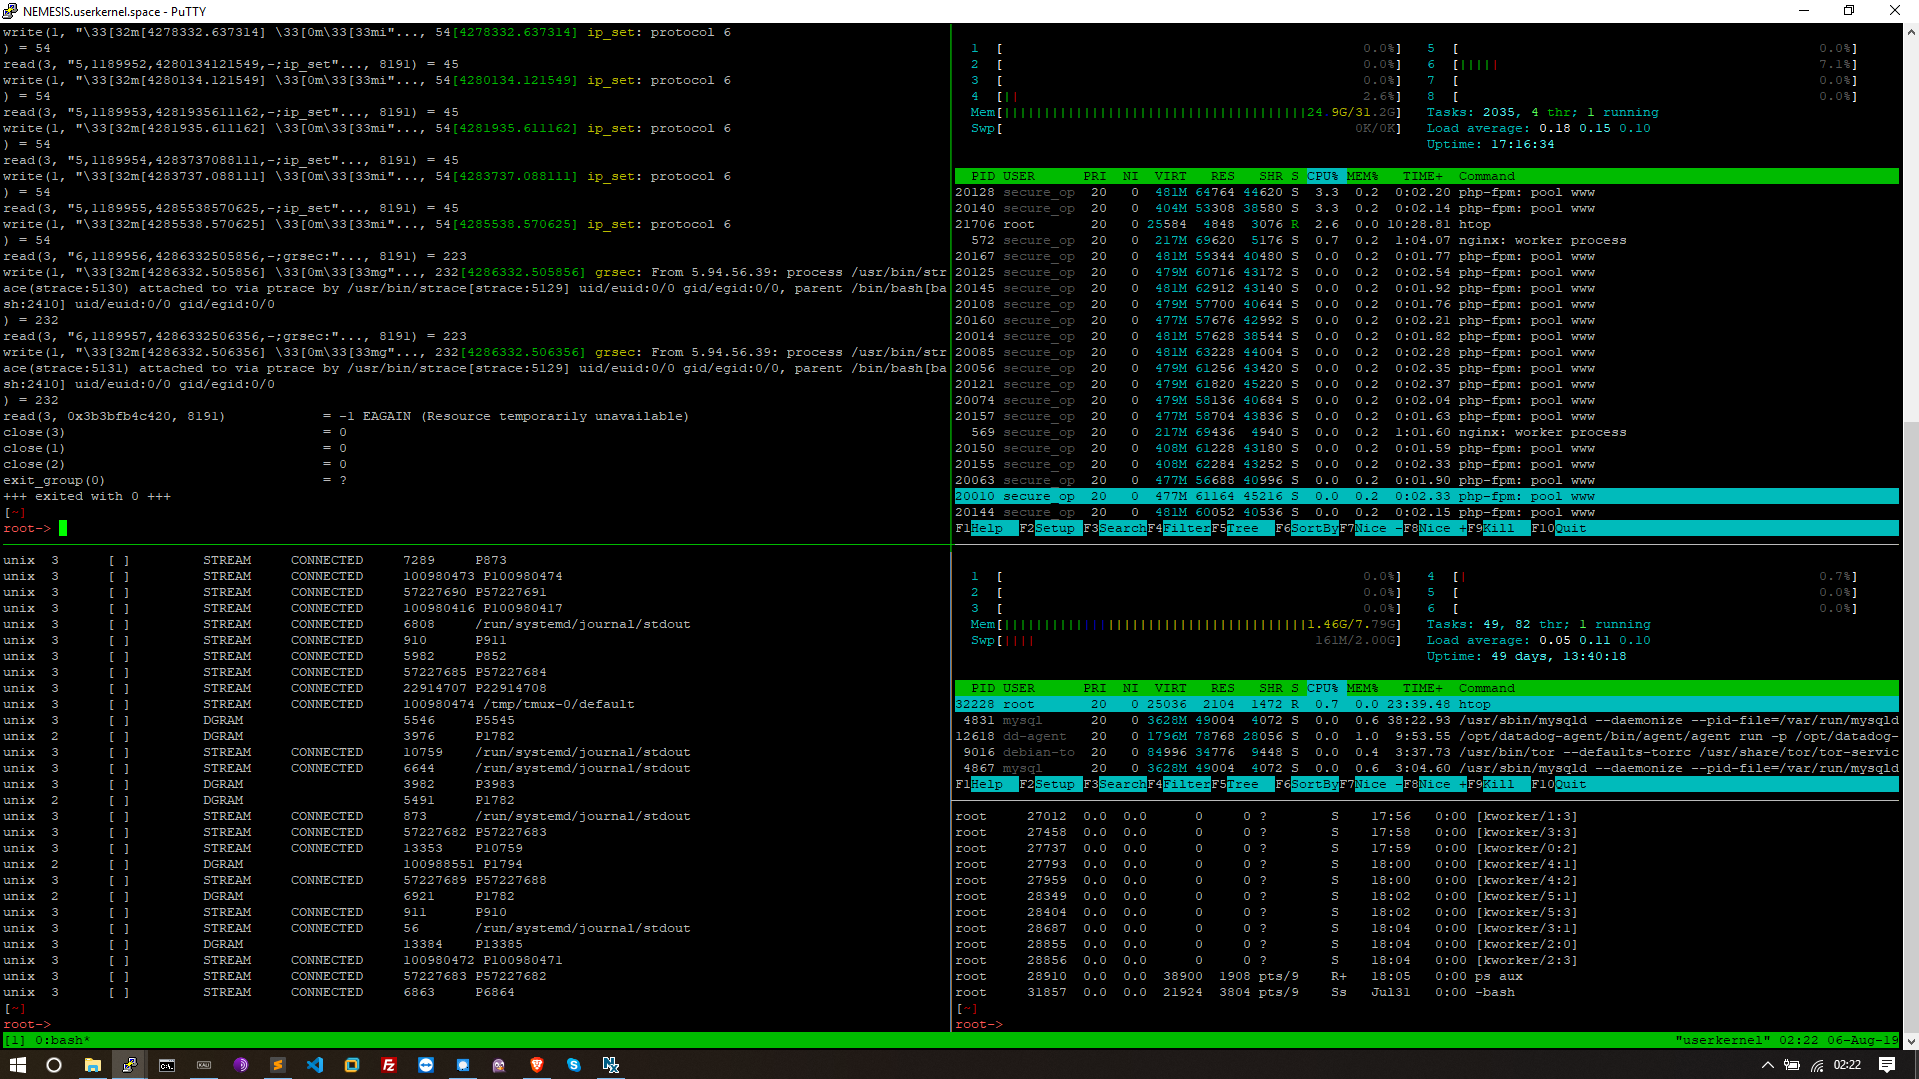 NEMESIS.userkernel.space - PuTTY
write(1, "\33[32m[4278332.637314] \33[0m\33[33mi"..., 54[4278332.637314] ip_set: protocol 6
) = 54
read(3, "5,1189952,4280134121549,-;ip_set"..., 8191) = 45
write(1, "\33[32m[4280134.121549] \33[0m\33[33mi"..., 54[4280134.121549] ip_set: protocol 6
) = 54
read(3, "5,1189953,4281935611162,-;ip_set"..., 8191) = 45
write(1, "\33[32m[4281935.611162] \33[0m\33[33mi"..., 54[4281935.611162] ip_set: protocol 6
) = 54
read(3, "5,1189954,4283737088111,-;ip_set"..., 8191) = 45
write(1, "\33[32m[4283737.088111] \33[0m\33[33mi"..., 54[4283737.088111] ip_set: protocol 6
) = 54
read(3, "5,1189955,4285538570625,-;ip_set"..., 8191) = 45
write(1, "\33[32m[4285538.570625] \33[0m\33[33mi"..., 54[4285538.570625] ip_set: protocol 6
) = 54
read(3, "6,1189956,4286332505856,-;grsec:"..., 8191) = 223
write(1, "\33[32m[4286332.505856] \33[0m\33[33mg"..., 232[4286332.505856] grsec: From 5.94.56.39: process /usr/bin/str
ace(strace:5130) attached to via ptrace by /usr/bin/strace[strace:5129] uid/euid:0/0 gid/egid:0/0, parent /bin/bash[ba
sh:2410] uid/euid:0/0 gid/egid:0/0
) = 232
read(3, "6,1189957,4286332506356,-;grsec:"..., 8191) = 223
write(1, "\33[32m[4286332.506356] \33[0m\33[33mg"..., 232[4286332.506356] grsec: From 5.94.56.39: process /usr/bin/str
ace(strace:5131) attached to via ptrace by /usr/bin/strace[strace:5129] uid/euid:0/0 gid/egid:0/0, parent /bin/bash[ba
sh:2410] uid/euid:0/0 gid/egid:0/0
) = 232
read(3, 0x3b3bfb4c420, 8191) = -1 EAGAIN (Resource temporarily unavailable)
close(3) = 0
close(1) = 0
close(2) = 0
exit_group(0) = ?
+++ exited with 0 +++
[~]
root->
1 [ 0.0%] 5 [ 0.0%]
2 [ 0.0%] 6 [||||| 7.1%]
3 [ 0.0%] 7 [ 0.0%]
4 [|| 2.6%] 8 [ 0.0%]
Mem[||||||||||||||||||||||||||||||||||||||24.9G/31.2G] Tasks: 2035, 4 thr; 1 running
Swp[ 0K/0K] Load average: 0.18 0.15 0.10
Uptime: 17:16:34
PID USER PRI NI VIRT RES SHR S CPU% MEM% TIME+ Command
20128 secure_op 20 0 481M 64764 44620 S 3.3 0.2 0:02.20 php-fpm: pool www
20140 secure_op 20 0 404M 53308 38580 S 3.3 0.2 0:02.14 php-fpm: pool www
21706 root 20 0 25584 4848 3076 R 2.6 0.0 10:28.81 htop
572 secure_op 20 0 217M 69620 5176 S 0.7 0.2 1:04.07 nginx: worker process
20167 secure_op 20 0 481M 59344 40480 S 0.0 0.2 0:01.77 php-fpm: pool www
20125 secure_op 20 0 479M 60716 43172 S 0.0 0.2 0:02.54 php-fpm: pool www
20145 secure_op 20 0 481M 62912 43140 S 0.0 0.2 0:01.92 php-fpm: pool www
20108 secure_op 20 0 479M 57700 40644 S 0.0 0.2 0:01.76 php-fpm: pool www
20160 secure_op 20 0 477M 57676 42992 S 0.0 0.2 0:02.21 php-fpm: pool www
20014 secure_op 20 0 481M 57628 38544 S 0.0 0.2 0:01.82 php-fpm: pool www
20085 secure_op 20 0 481M 63228 44004 S 0.0 0.2 0:02.28 php-fpm: pool www
20056 secure_op 20 0 479M 61256 43420 S 0.0 0.2 0:02.35 php-fpm: pool www
20121 secure_op 20 0 479M 61820 45220 S 0.0 0.2 0:02.37 php-fpm: pool www
20074 secure_op 20 0 479M 58136 40684 S 0.0 0.2 0:02.04 php-fpm: pool www
20157 secure_op 20 0 477M 58704 43836 S 0.0 0.2 0:01.63 php-fpm: pool www
569 secure_op 20 0 217M 69436 4940 S 0.0 0.2 1:01.60 nginx: worker process
20150 secure_op 20 0 408M 61228 43180 S 0.0 0.2 0:01.59 php-fpm: pool www
20155 secure_op 20 0 408M 62284 43252 S 0.0 0.2 0:02.33 php-fpm: pool www
20063 secure_op 20 0 477M 56688 40996 S 0.0 0.2 0:01.90 php-fpm: pool www
20010 secure_op 20 0 477M 61164 45216 S 0.0 0.2 0:02.33 php-fpm: pool www
20144 secure_op 20 0 481M 60052 40536 S 0.0 0.2 0:02.15 php-fpm: pool www
F1Help F2Setup F3SearchF4FilterF5Tree F6SortByF7Nice -F8Nice +F9Kill F10Quit
unix 3 [ ] STREAM CONNECTED 7289 P873
unix 3 [ ] STREAM CONNECTED 100980473 P100980474
unix 3 [ ] STREAM CONNECTED 57227690 P57227691
unix 3 [ ] STREAM CONNECTED 100980416 P100980417
unix 3 [ ] STREAM CONNECTED 6808 /run/systemd/journal/stdout
unix 3 [ ] STREAM CONNECTED 910 P911
unix 3 [ ] STREAM CONNECTED 5982 P852
unix 3 [ ] STREAM CONNECTED 57227685 P57227684
unix 3 [ ] STREAM CONNECTED 22914707 P22914708
unix 3 [ ] STREAM CONNECTED 100980474 /tmp/tmux-0/default
unix 3 [ ] DGRAM 5546 P5545
unix 2 [ ] DGRAM 3976 P1782
unix 3 [ ] STREAM CONNECTED 10759 /run/systemd/journal/stdout
unix 3 [ ] STREAM CONNECTED 6644 /run/systemd/journal/stdout
unix 3 [ ] DGRAM 3982 P3983
unix 2 [ ] DGRAM 5491 P1782
unix 3 [ ] STREAM CONNECTED 873 /run/systemd/journal/stdout
unix 3 [ ] STREAM CONNECTED 57227682 P57227683
unix 3 [ ] STREAM CONNECTED 13353 P10759
unix 2 [ ] DGRAM 100988551 P1794
unix 3 [ ] STREAM CONNECTED 57227689 P57227688
unix 2 [ ] DGRAM 6921 P1782
unix 3 [ ] STREAM CONNECTED 911 P910
unix 3 [ ] STREAM CONNECTED 56 /run/systemd/journal/stdout
unix 3 [ ] DGRAM 13384 P13385
unix 3 [ ] STREAM CONNECTED 100980472 P100980471
unix 3 [ ] STREAM CONNECTED 57227683 P57227682
unix 3 [ ] STREAM CONNECTED 6863 P6864
[~]
root->
1 [ 0.0%] 4 [| 0.7%]
2 [ 0.0%] 5 [ 0.0%]
3 [ 0.0%] 6 [ 0.0%]
Mem[||||||||||||||||||||||||||||||||||||||1.46G/7.79G] Tasks: 49, 82 thr; 1 running
Swp[|||| 161M/2.00G] Load average: 0.05 0.11 0.10
Uptime: 49 days, 13:40:18
PID USER PRI NI VIRT RES SHR S CPU% MEM% TIME+ Command
32228 root 20 0 25036 2104 1472 R 0.7 0.0 23:39.48 htop
4831 mysql 20 0 3628M 49004 4072 S 0.0 0.6 38:22.93 /usr/sbin/mysqld --daemonize --pid-file=/var/run/mysqld
12618 dd-agent 20 0 1796M 78768 28056 S 0.0 1.0 9:53.55 /opt/datadog-agent/bin/agent/agent run -p /opt/datadog-
9016 debian-to 20 0 84996 34776 9448 S 0.0 0.4 3:37.73 /usr/bin/tor --defaults-torrc /usr/share/tor/tor-servic
4867 mysql 20 0 3628M 49004 4072 S 0.0 0.6 3:04.60 /usr/sbin/mysqld --daemonize --pid-file=/var/run/mysqld
F1Help F2Setup F3SearchF4FilterF5Tree F6SortByF7Nice -F8Nice +F9Kill F10Quit
root 27012 0.0 0.0 0 0 ? S 17:56 0:00 [kworker/1:3]
root 27458 0.0 0.0 0 0 ? S 17:58 0:00 [kworker/3:3]
root 27737 0.0 0.0 0 0 ? S 17:59 0:00 [kworker/0:2]
root 27793 0.0 0.0 0 0 ? S 18:00 0:00 [kworker/4:1]
root 27959 0.0 0.0 0 0 ? S 18:00 0:00 [kworker/4:2]
root 28349 0.0 0.0 0 0 ? S 18:02 0:00 [kworker/5:1]
root 28404 0.0 0.0 0 0 ? S 18:02 0:00 [kworker/5:3]
root 28687 0.0 0.0 0 0 ? S 18:04 0:00 [kworker/3:1]
root 28855 0.0 0.0 0 0 ? S 18:04 0:00 [kworker/2:0]
root 28856 0.0 0.0 0 0 ? S 18:04 0:00 [kworker/2:3]
root 28910 0.0 0.0 38900 1908 pts/9 R+ 18:05 0:00 ps aux
root 31857 0.0 0.0 21924 3804 pts/9 Ss Jul31 0:00 -bash
[~]
root->
[1] 0:bash* "userkernel" 02:22 06-Aug-19
02:22